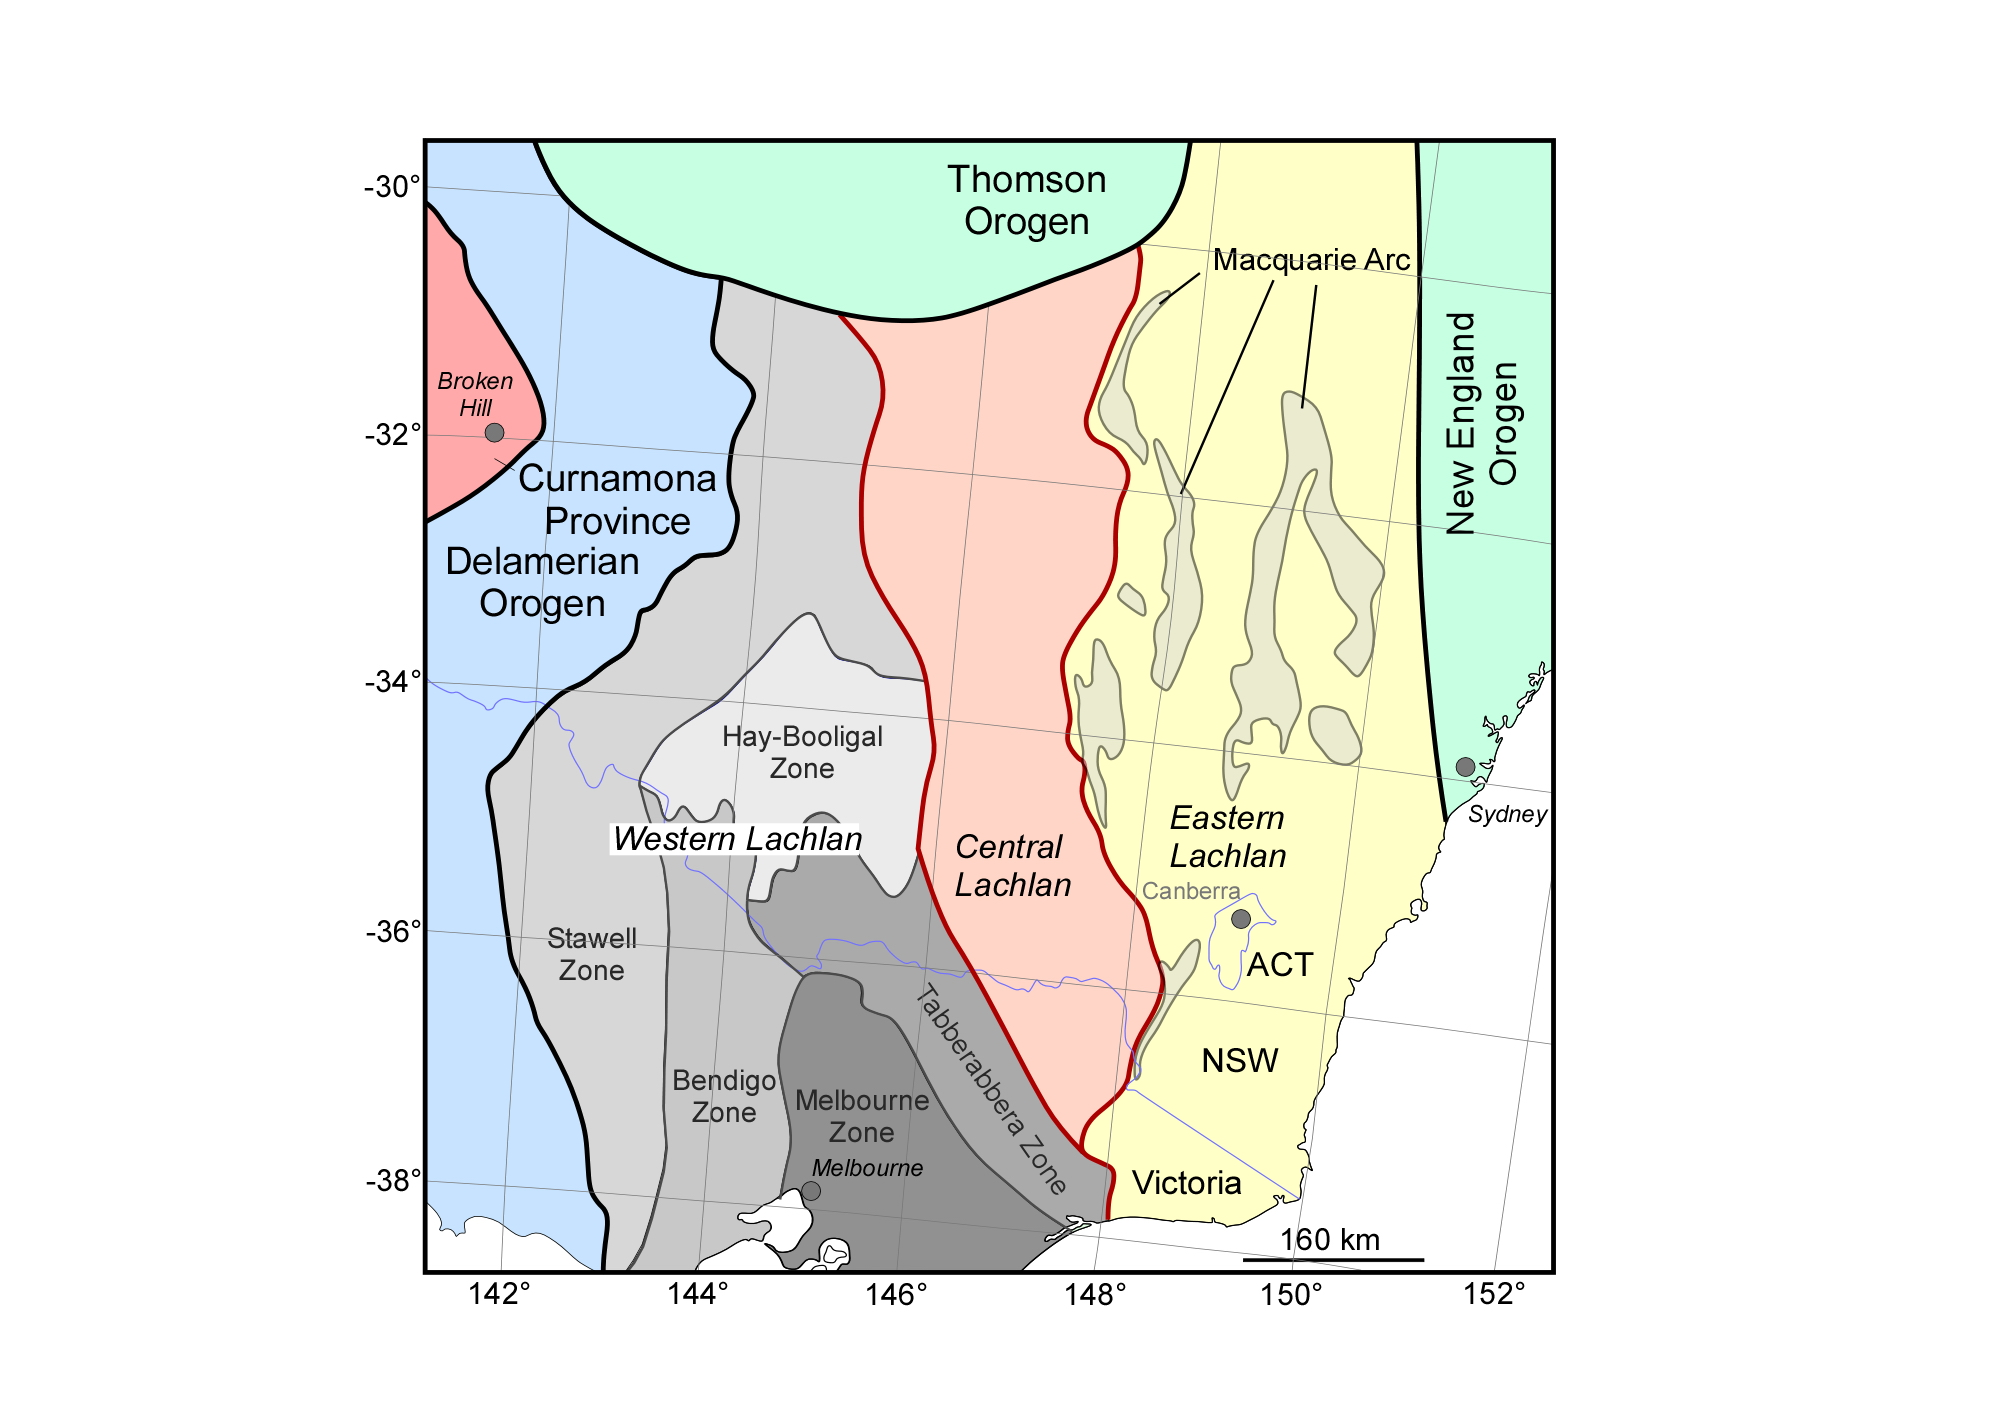 Thomson
Orogen
-30°
Macquarie Arc
New England
Orogen
Broken
Hill
-32°
Curnamona
Province
Delamerian
Orogen
-34°
Hay-Booligal
Zone
Sydney
Western Lachlan
Central
Lachlan
Eastern
Lachlan
Canberra
-36°
Stawell
Zone
ACT
Tabberabbera Zone
NSW
Bendigo
Zone
Melbourne
Zone
Melbourne
-38°
Victoria
160 km
142°
144°
146°
148°
150°
152°